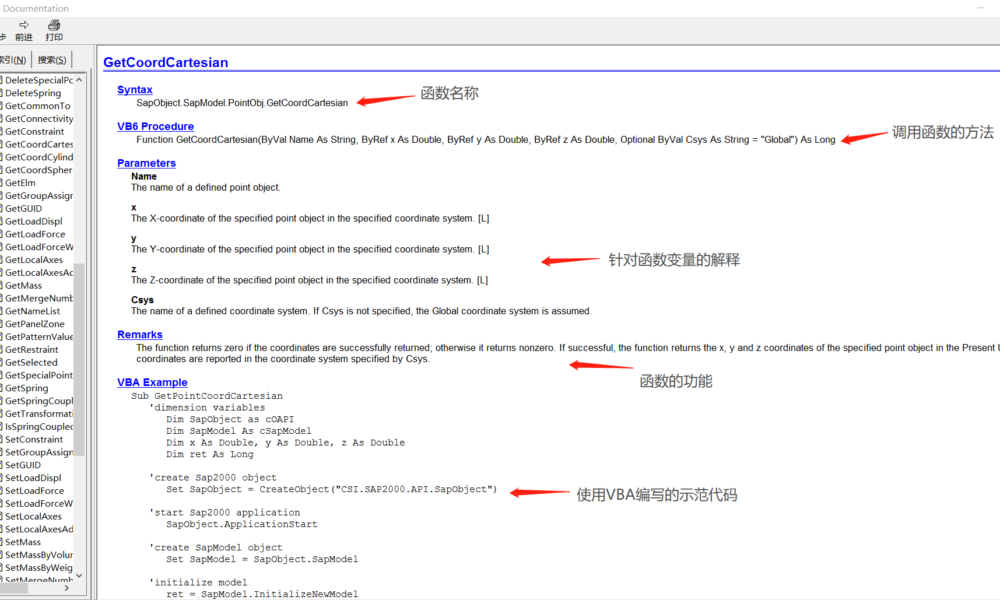 Documentation
步 前进 打印
索引(N) 搜索(S)
DeleteSpecialPc
DeleteSpring
GetCommonTo
GetConnectivity
GetConstraint
GetCoordCartes
GetCoordCylind
GetCoordSpher
GetElm
GetGroupAssign
GetGUID
GetLoadDispl
GetLoadForce
GetLoadForceW
GetLocalAxes
GetLocalAxesAd
GetMass
GetMergeNumb
GetNameList
GetPanelZone
GetPatternValue
GetRestraint
GetSelected
GetSpecialPoint
GetSpring
GetSpringCoupl
GetTransformati
IsSpringCoupled
SetConstraint
SetGroupAssign
SetGUID
SetLoadDispl
SetLoadForce
SetLoadForceW
SetLocalAxes
SetLocalAxesAd
SetMass
SetMassByVolur
SetMassByWeig
SetMergeNumb
GetCoordCartesian
Syntax
SapObject.SapModel.PointObj.GetCoordCartesian
函数名称
VB6 Procedure
Function GetCoordCartesian(ByVal Name As String, ByRef x As Double, ByRef y As Double, ByRef z As Double, Optional ByVal Csys As String = "Global") As Long
调用函数的方法
Parameters
Name
The name of a defined point object.
x
The X-coordinate of the specified point object in the specified coordinate system. [L]
y
The Y-coordinate of the specified point object in the specified coordinate system. [L]
针对函数变量的解释
z
The Z-coordinate of the specified point object in the specified coordinate system. [L]
Csys
The name of a defined coordinate system. If Csys is not specified, the Global coordinate system is assumed.
Remarks
The function returns zero if the coordinates are successfully returned; otherwise it returns nonzero. If successful, the function returns the x, y and z coordinates of the specified point object in the Present U
coordinates are reported in the coordinate system specified by Csys.
函数的功能
VBA Example
Sub GetPointCoordCartesian
'dimension variables
Dim SapObject as cOAPI
Dim SapModel As cSapModel
Dim x As Double, y As Double, z As Double
Dim ret As Long
'create Sap2000 object
Set SapObject = CreateObject("CSI.SAP2000.API.SapObject")
使用VBA编写的示范代码
'start Sap2000 application
SapObject.ApplicationStart
'create SapModel object
Set SapModel = SapObject.SapModel
'initialize model
ret = SapModel.InitializeNewModel